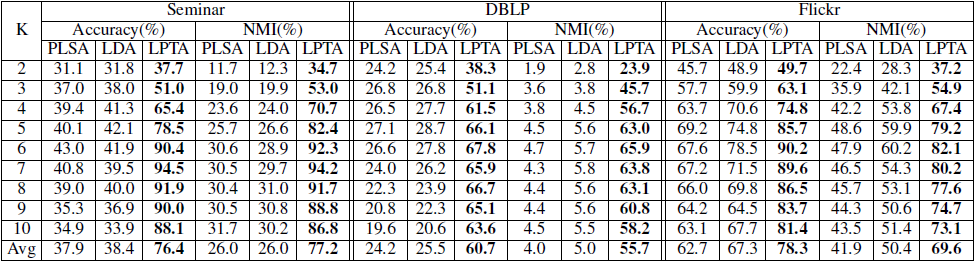 K Seminar DBLP Flickr
Accuracy(%) NMI(%) Accuracy(%) NMI(%) Accuracy(%) NMI(%)
PLSA LDA LPTA PLSA LDA LPTA PLSA LDA LPTA PLSA LDA LPTA PLSA LDA LPTA PLSA LDA LPTA
2 31.1 31.8 37.7 11.7 12.3 34.7 24.2 25.4 38.3 1.9 2.8 23.9 45.7 48.9 49.7 22.4 28.3 37.2
3 37.0 38.0 51.0 19.0 19.9 53.0 26.8 26.8 51.1 3.6 3.8 45.7 57.7 59.9 63.1 35.9 42.1 54.9
4 39.4 41.3 65.4 23.6 24.0 70.7 26.5 27.7 61.5 3.8 4.5 56.7 63.7 70.6 74.8 42.2 53.8 67.4
5 40.1 42.1 78.5 25.7 26.6 82.4 27.1 28.7 66.1 4.5 5.6 63.0 69.2 74.8 85.7 48.6 59.9 79.2
6 43.0 41.9 90.4 30.6 28.9 92.3 26.6 27.8 67.8 4.7 5.7 65.9 67.6 78.5 90.2 47.9 60.2 82.1
7 40.8 39.5 94.5 30.5 29.7 94.2 24.0 26.2 65.9 4.3 5.8 63.8 67.2 71.5 89.6 46.5 54.3 80.2
8 39.0 40.0 91.9 30.4 31.0 91.7 22.3 23.9 66.7 4.4 5.6 63.1 66.0 69.8 86.5 45.7 53.1 77.6
9 35.3 36.9 90.0 30.5 30.8 88.8 20.8 22.3 65.1 4.4 5.6 60.8 64.2 64.5 83.7 44.3 50.6 74.7
10 34.9 33.9 88.1 31.7 30.2 86.8 19.6 20.6 63.6 4.5 5.5 58.2 63.1 67.7 81.4 43.5 51.4 73.1
Avg 37.9 38.4 76.4 26.0 26.0 77.2 24.2 25.5 60.7 4.0 5.0 55.7 62.7 67.3 78.3 41.9 50.4 69.6